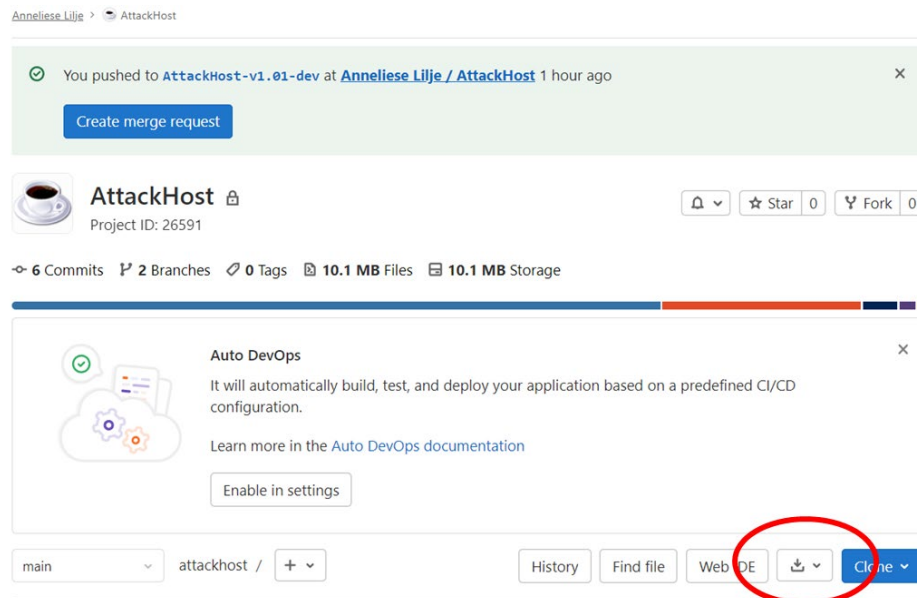 Anneliese Lilje > AttackHost
You pushed to AttackHost-v1.01-dev at Anneliese Lilje / AttackHost 1 hour ago
Create merge request
AttackHost
Project ID: 26591
Star 0 Fork 0
6 Commits 2 Branches 0 Tags 10.1 MB Files 10.1 MB Storage
Auto DevOps
It will automatically build, test, and deploy your application based on a predefined CI/CD
configuration.
Learn more in the Auto DevOps documentation
Enable in settings
main attackhost / + History Find file Web IDE Clone